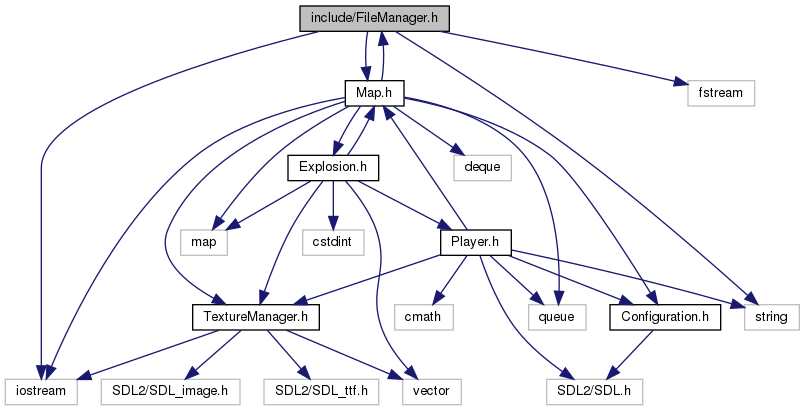 include/FileManager.h
Map.h
fstream
Explosion.h
deque
map
cstdint
Player.h
TextureManager.h
cmath
queue
Configuration.h
string
iostream
SDL2/SDL_image.h
SDL2/SDL_ttf.h
vector
SDL2/SDL.h